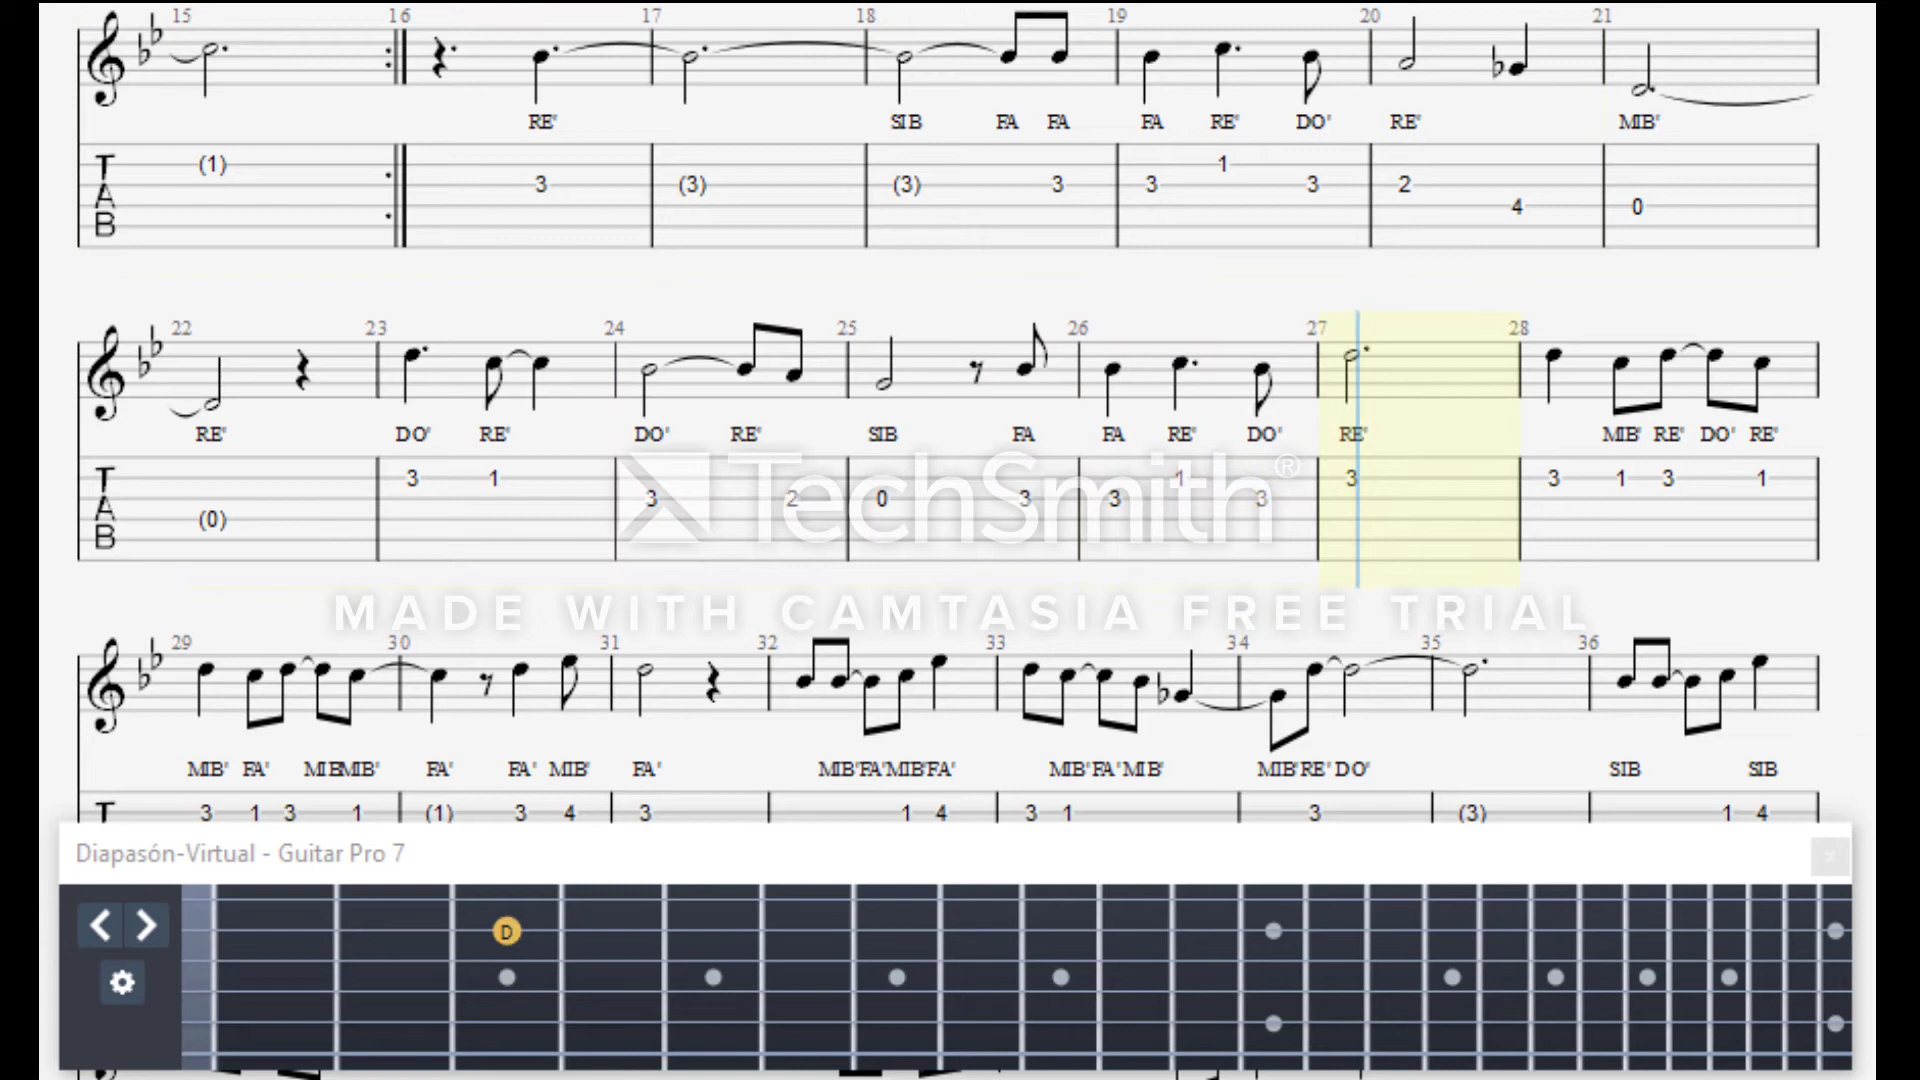 15 16 17 18 19 20 21
RE' SIB FA FA FA RE' DO' RE' MIB'
T (1) 3 (3) (3) 3 3 1 3 2 4 0
A
B
22 23 24 25 26 27 28
RE' DO' RE' DO' RE' SIB FA FA RE' DO' RE' MIB' RE' DO' RE'
T 3 1 1 3 3 1 3 1
A (0) 3 2 0 3 3 3
B
TechSmith®
MADE WITH CAMTASIA FREE TRIAL
29 30 31 32 33 34 35 36
MIB' FA' MIB' FA' FA' MIB' FA' MIB'FA'MIB'FA' MIB'FA'MIB' MIB'RE'DO' SIB SIB
T 3 1 3 1 (1) 3 4 3 1 4 3 1 3 (3) 1 4
Diapasón-Virtual - Guitar Pro 7 x
D